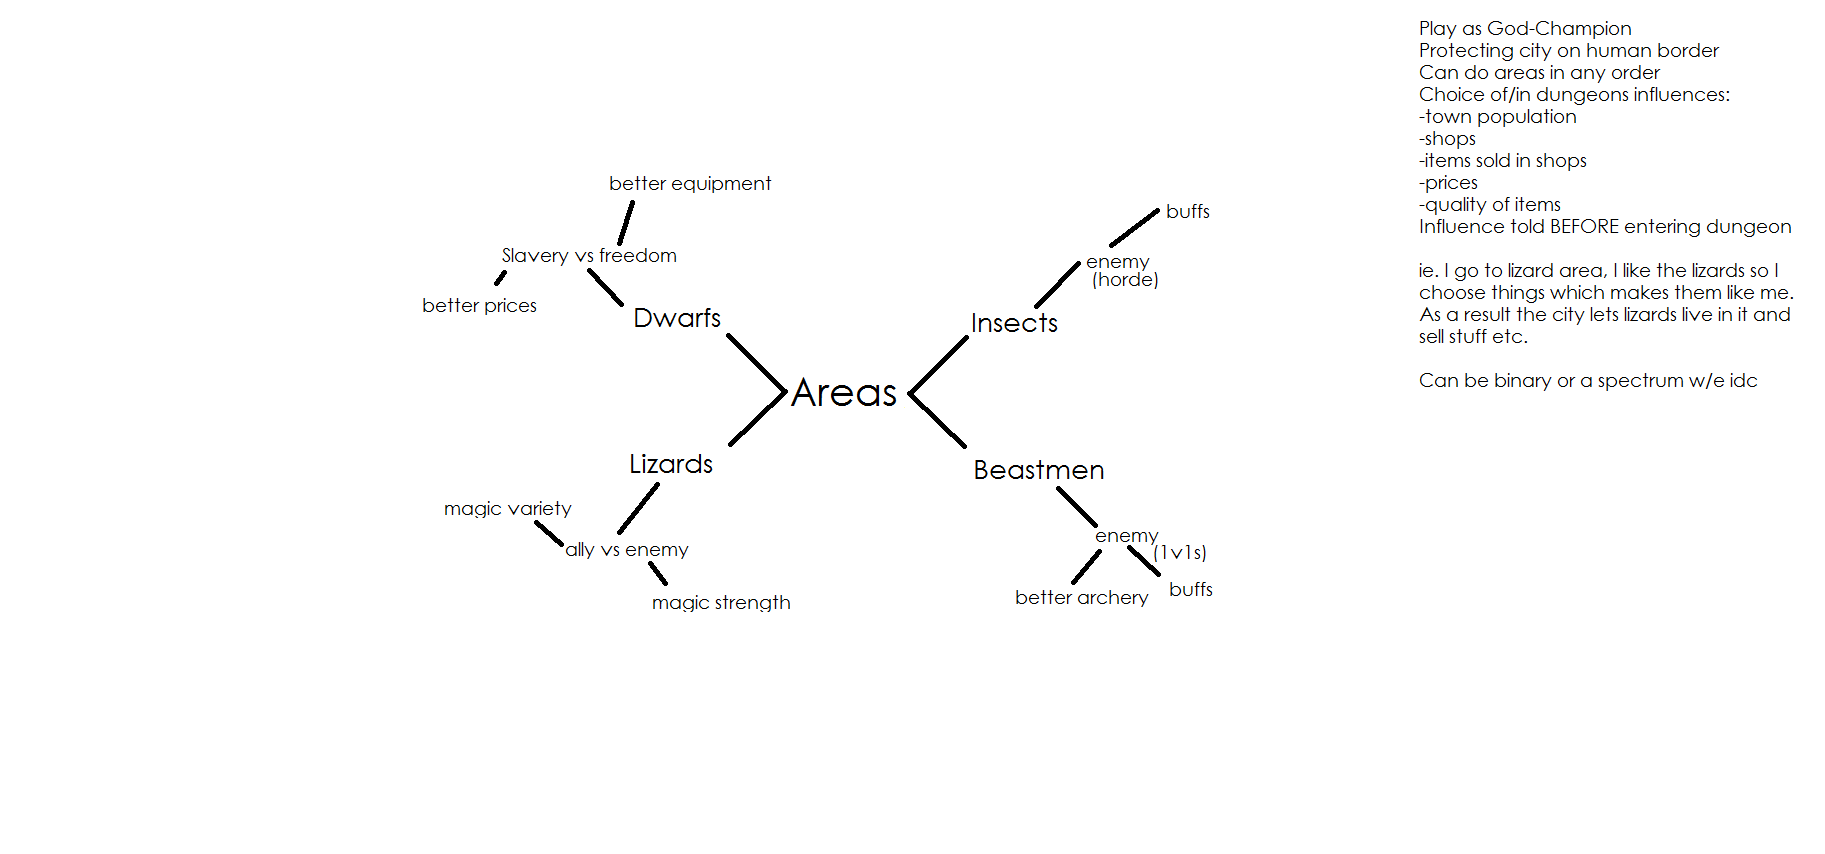 Play as God-Champion
Protecting city on human border
Can do areas in any order
Choice of/in dungeons influences:
-town population
-shops
-items sold in shops
-prices
-quality of items
Influence told BEFORE entering dungeon
ie. I go to lizard area, I like the lizards so I
choose things which makes them like me.
As a result the city lets lizards live in it and
sell stuff etc.
Can be binary or a spectrum w/e idc
better equipment
Slavery vs freedom
better prices
Dwarfs
buffs
enemy
(horde)
Insects
Areas
Lizards
magic variety
ally vs enemy
magic strength
Beastmen
enemy
(1v1s)
better archery
buffs